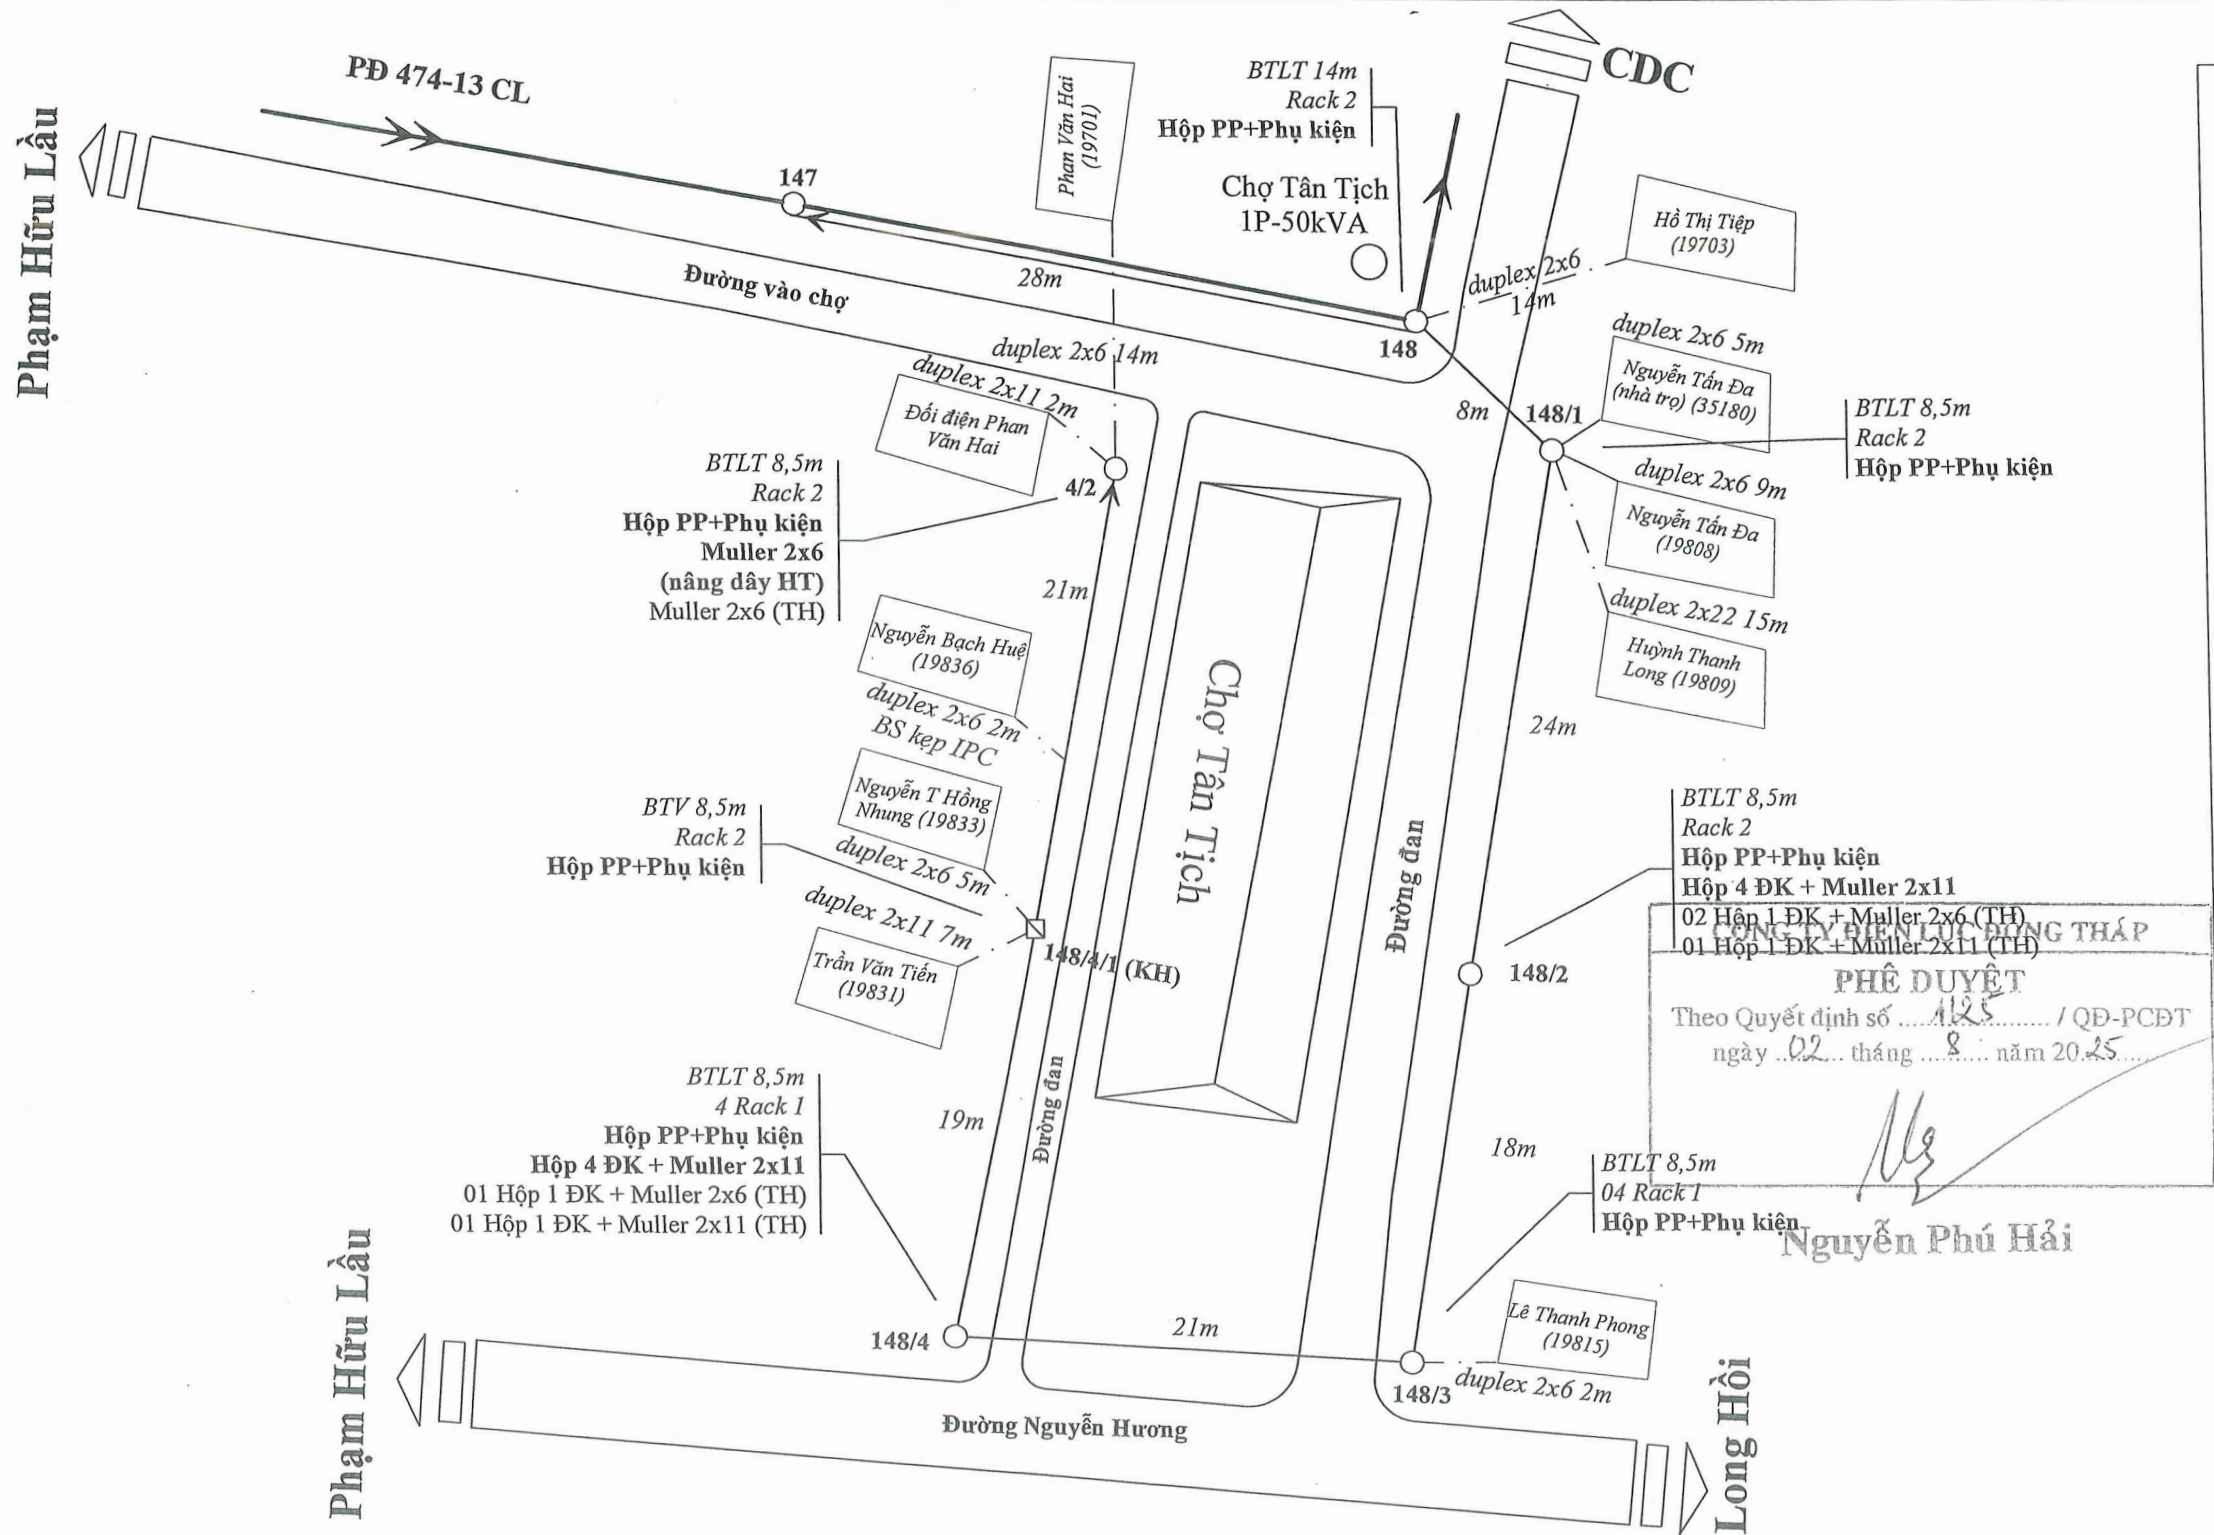 PĐ 474-13 CL
Phạm Hữu Lầu
147
Phan Văn Hai
(19701)
BTLT 14m
Rack 2
Hộp PP+Phụ kiện
Chợ Tân Tịch
1P-50kVA
CDC
Hồ Thị Tiệp
(19703)
duplex 2x6
14m
28m
Đường vào chợ
148
duplex 2x6 14m
duplex 2x11 2m
Đối điện Phan
Văn Hai
4/2
BTLT 8,5m
Rack 2
Hộp PP+Phụ kiện
Muller 2x6
(nâng dây HT)
Muller 2x6 (TH)
duplex 2x6 5m
Nguyễn Tấn Đa
(nhà trọ) (35180)
8m
148/1
BTLT 8,5m
Rack 2
Hộp PP+Phụ kiện
duplex 2x6 9m
Nguyễn Tấn Đa
(19808)
duplex 2x22 15m
Huỳnh Thanh
Long (19809)
21m
Nguyễn Bạch Huệ
(19836)
duplex 2x6 2m
BS kẹp IPC
Nguyễn T Hồng
Nhung (19833)
duplex 2x6 5m
BTV 8,5m
Rack 2
Hộp PP+Phụ kiện
duplex 2x11 7m
Trần Văn Tiến
(19831)
148/4/1 (KH)
Chợ Tân Tịch
Đường đan
24m
BTLT 8,5m
Rack 2
Hộp PP+Phụ kiện
Hộp 4 ĐK + Muller 2x11
02 Hộp 1 ĐK + Muller 2x6 (TH)
01 Hộp 1 ĐK + Muller 2x11 (TH)
148/2
CÔNG TY ĐIỆN LỰC ĐỒNG THÁP
PHÊ DUYỆT
Theo Quyết định số 1125 / QĐ-PCĐT
ngày 02 tháng 8 năm 2025
Nguyễn Phú Hải
BTLT 8,5m
4 Rack 1
Hộp PP+Phụ kiện
Hộp 4 ĐK + Muller 2x11
01 Hộp 1 ĐK + Muller 2x6 (TH)
01 Hộp 1 ĐK + Muller 2x11 (TH)
19m
Đường đan
18m
BTLT 8,5m
04 Rack 1
Hộp PP+Phụ kiện
148/4
21m
Lê Thanh Phong
(19815)
148/3
duplex 2x6 2m
Phạm Hữu Lầu
Đường Nguyễn Hương
Long Hồi